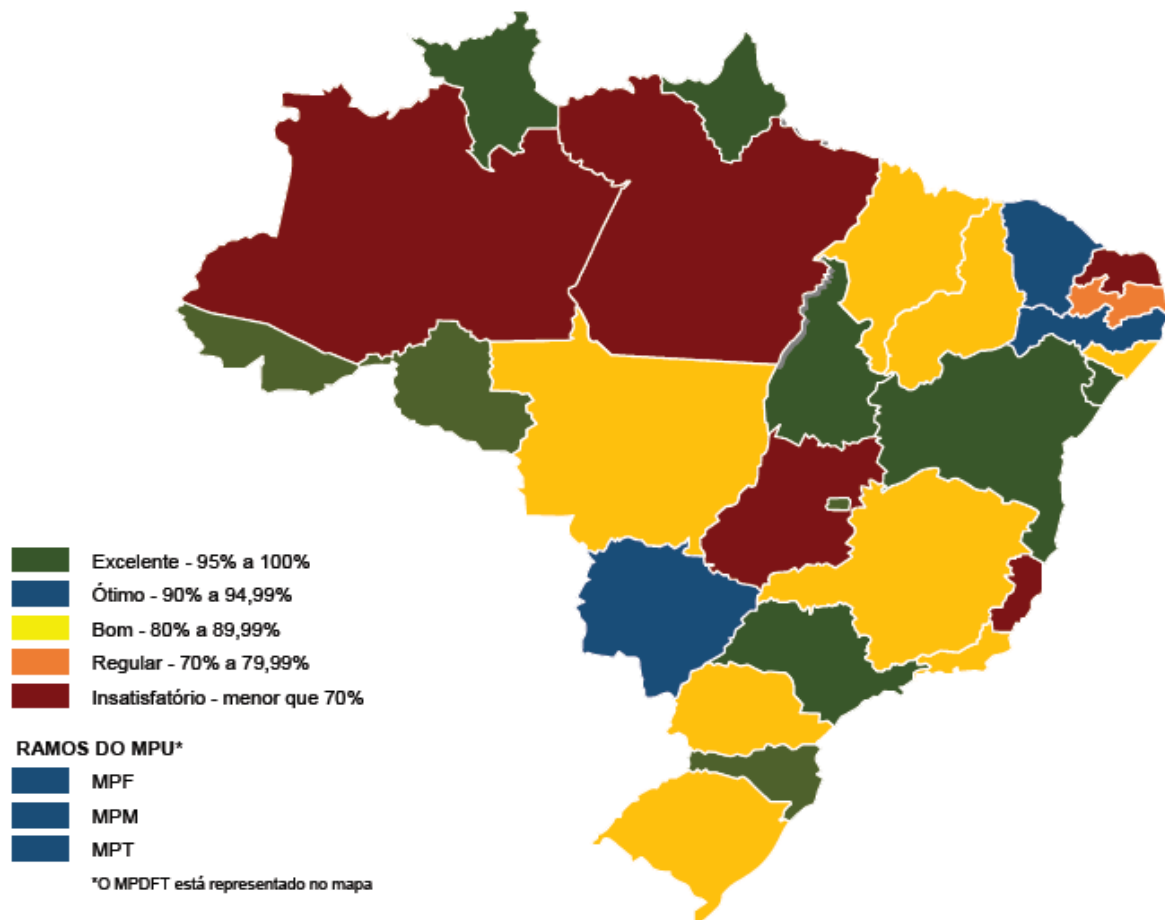 Excelente - 95% a 100%
Ótimo - 90% a 94,99%
Bom - 80% a 89,99%
Regular - 70% a 79,99%
Insatisfatório - menor que 70%
RAMOS DO MPU*
MPF
MPM
MPT
*O MPDFT está representado no mapa